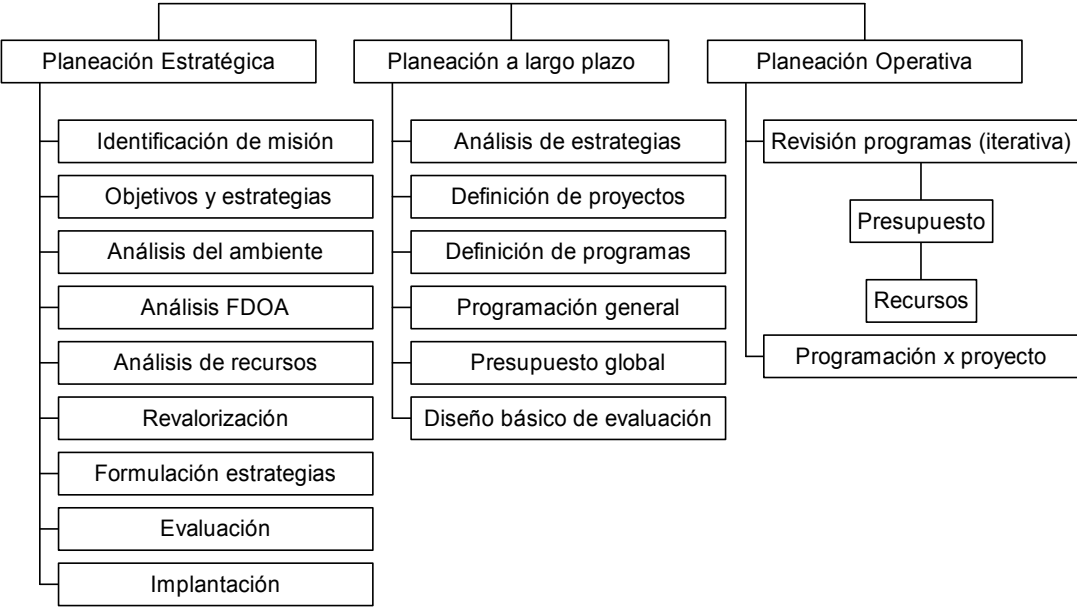 Planeación Estratégica
Identificación de misión
Objetivos y estrategias
Análisis del ambiente
Análisis FDOA
Análisis de recursos
Revalorización
Formulación estrategias
Evaluación
Implantación
Planeación a largo plazo
Análisis de estrategias
Definición de proyectos
Definición de programas
Programación general
Presupuesto global
Diseño básico de evaluación
Planeación Operativa
Revisión programas (iterativa)
Presupuesto
Recursos
Programación x proyecto